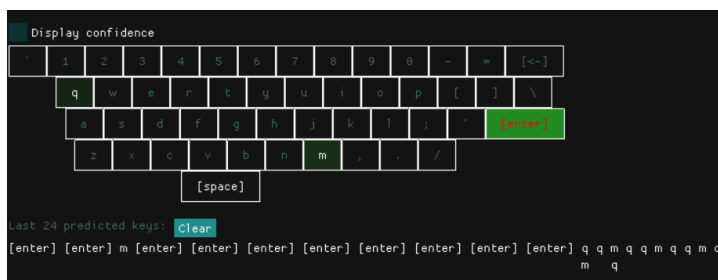 Display confidence
` 1 2 3 4 5 6 7 8 9 0 - = [<-]
q w e r t y u i o p [ ] \
a s d f g h j k l ; ' [enter]
z x c v b n m , . /
[space]
Last 24 predicted keys: Clear
[enter] [enter] m [enter] [enter] [enter] [enter] [enter] [enter] [enter] [enter] q q m q q m q q m
m q